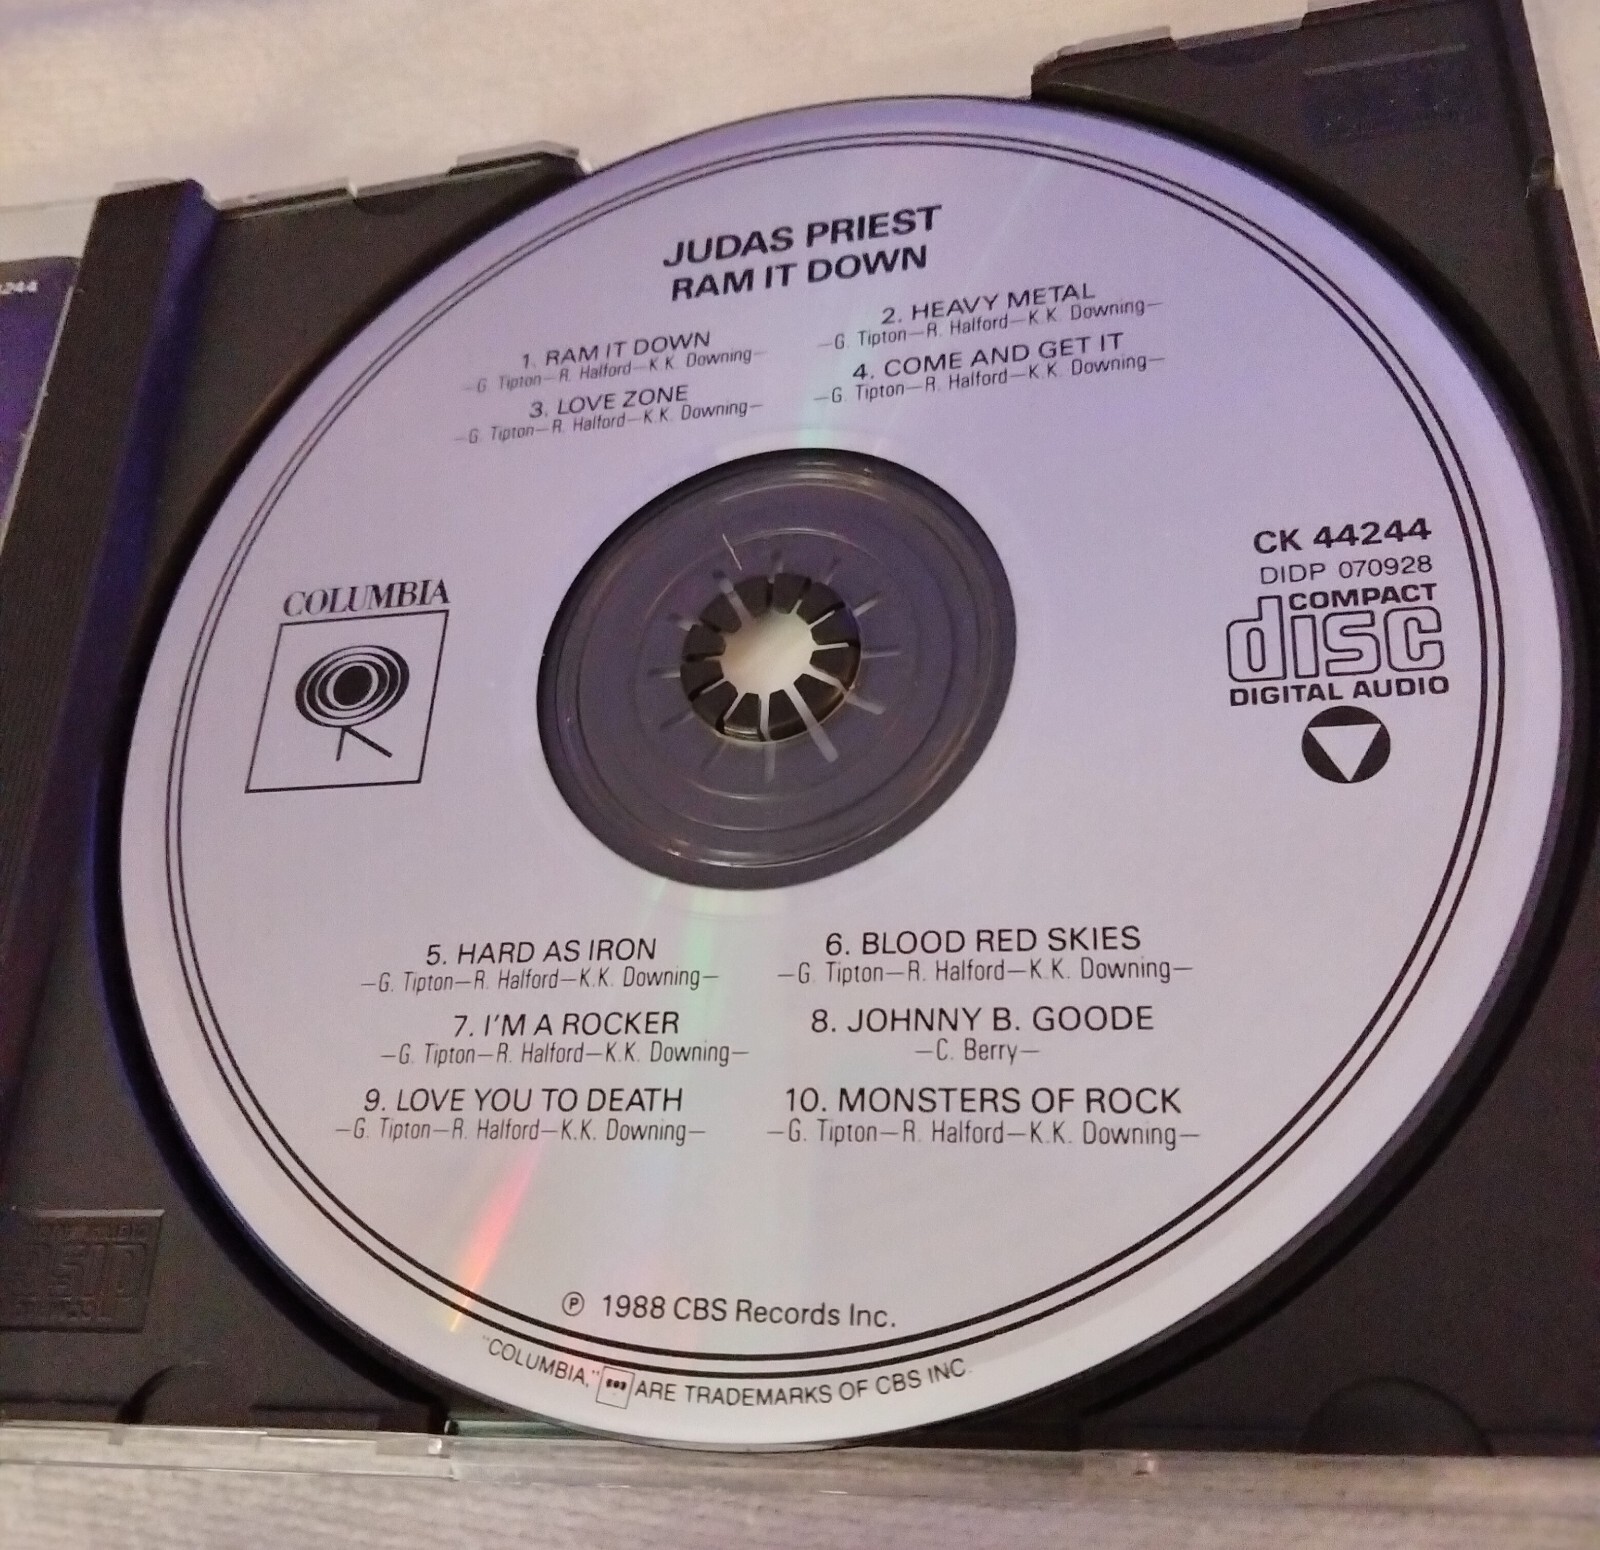 JUDAS PRIEST
RAM IT DOWN
1. RAM IT DOWN
—G. Tipton—R. Halford—K.K. Downing—
2. HEAVY METAL
—G. Tipton—R. Halford—K.K. Downing—
3. LOVE ZONE
—G. Tipton—R. Halford—K.K. Downing—
4. COME AND GET IT
—G. Tipton—R. Halford—K.K. Downing—
COLUMBIA
CK 44244
DIDP 070928
COMPACT
disc
DIGITAL AUDIO
5. HARD AS IRON
—G. Tipton—R. Halford—K.K. Downing—
6. BLOOD RED SKIES
—G. Tipton—R. Halford—K.K. Downing—
7. I'M A ROCKER
—G. Tipton—R. Halford—K.K. Downing—
8. JOHNNY B. GOODE
—C. Berry—
9. LOVE YOU TO DEATH
—G. Tipton—R. Halford—K.K. Downing—
10. MONSTERS OF ROCK
—G. Tipton—R. Halford—K.K. Downing—
℗ 1988 CBS Records Inc.
"COLUMBIA," ARE TRADEMARKS OF CBS INC.